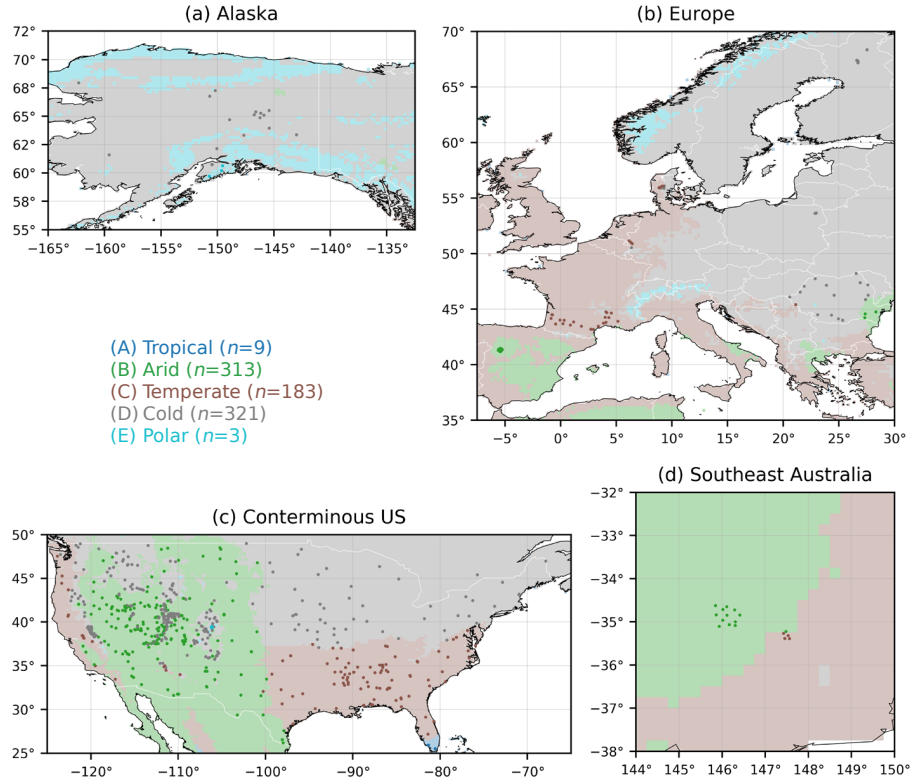 (a) Alaska
72°
70°
68°
65°
62°
60°
58°
55°
−165° −160° −155° −150° −145° −140° −135°
(b) Europe
70°
65°
60°
55°
50°
45°
40°
35°
−5° 0° 5° 10° 15° 20° 25° 30°
(A) Tropical (n=9)
(B) Arid (n=313)
(C) Temperate (n=183)
(D) Cold (n=321)
(E) Polar (n=3)
(c) Conterminous US
50°
45°
40°
35°
30°
25°
−120° −110° −100° −90° −80° −70°
(d) Southeast Australia
−32°
−33°
−34°
−35°
−36°
−37°
−38°
144° 145° 146° 147° 148° 149° 150°